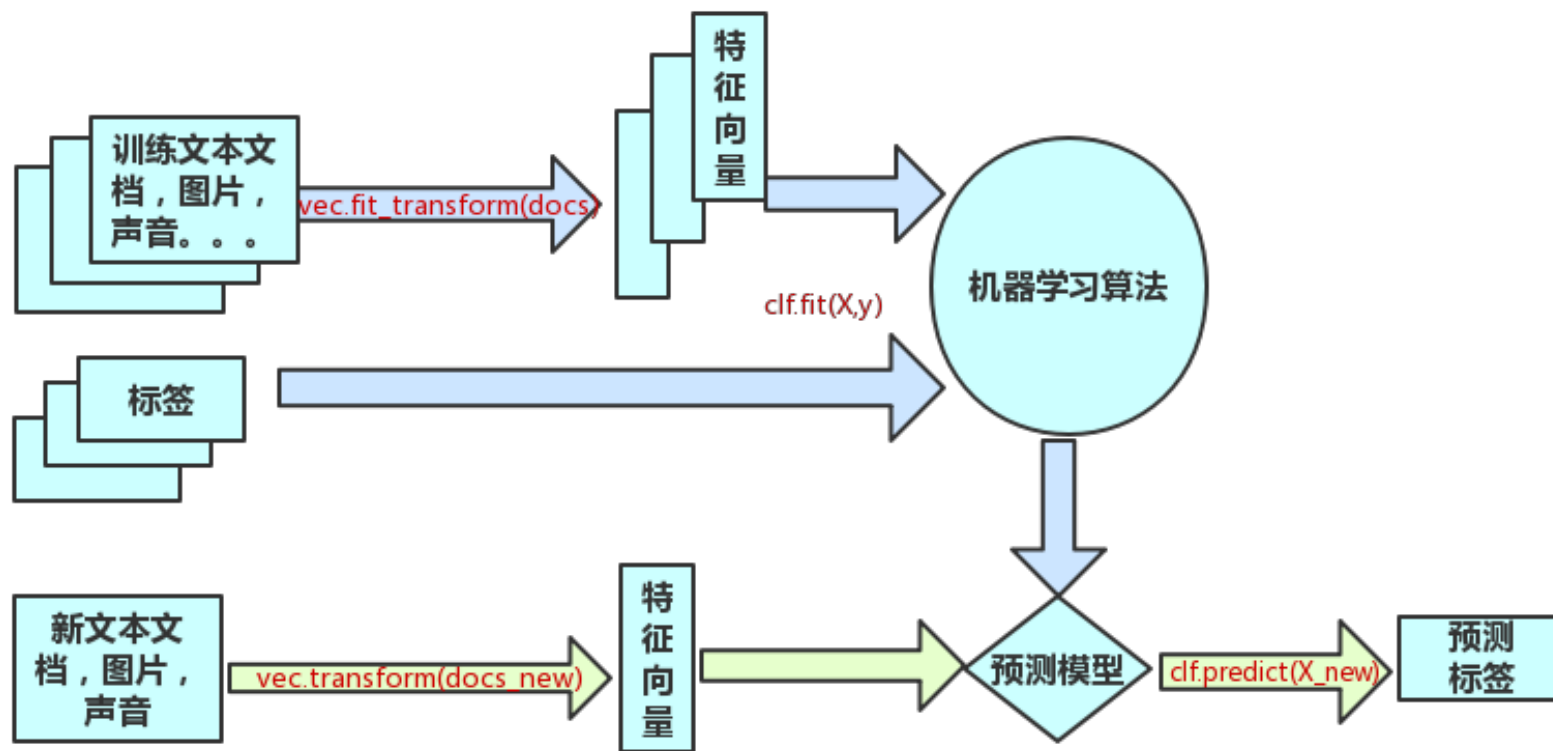 特
征
向
量
训练文本文
档，图片，
声音。。。
vec.fit_transform(docs)
机器学习算法
clf.fit(X,y)
标签
新文本文
档，图片，
声音
vec.transform(docs_new)
特
征
向
量
预测模型
clf.predict(X_new)
预测
标签